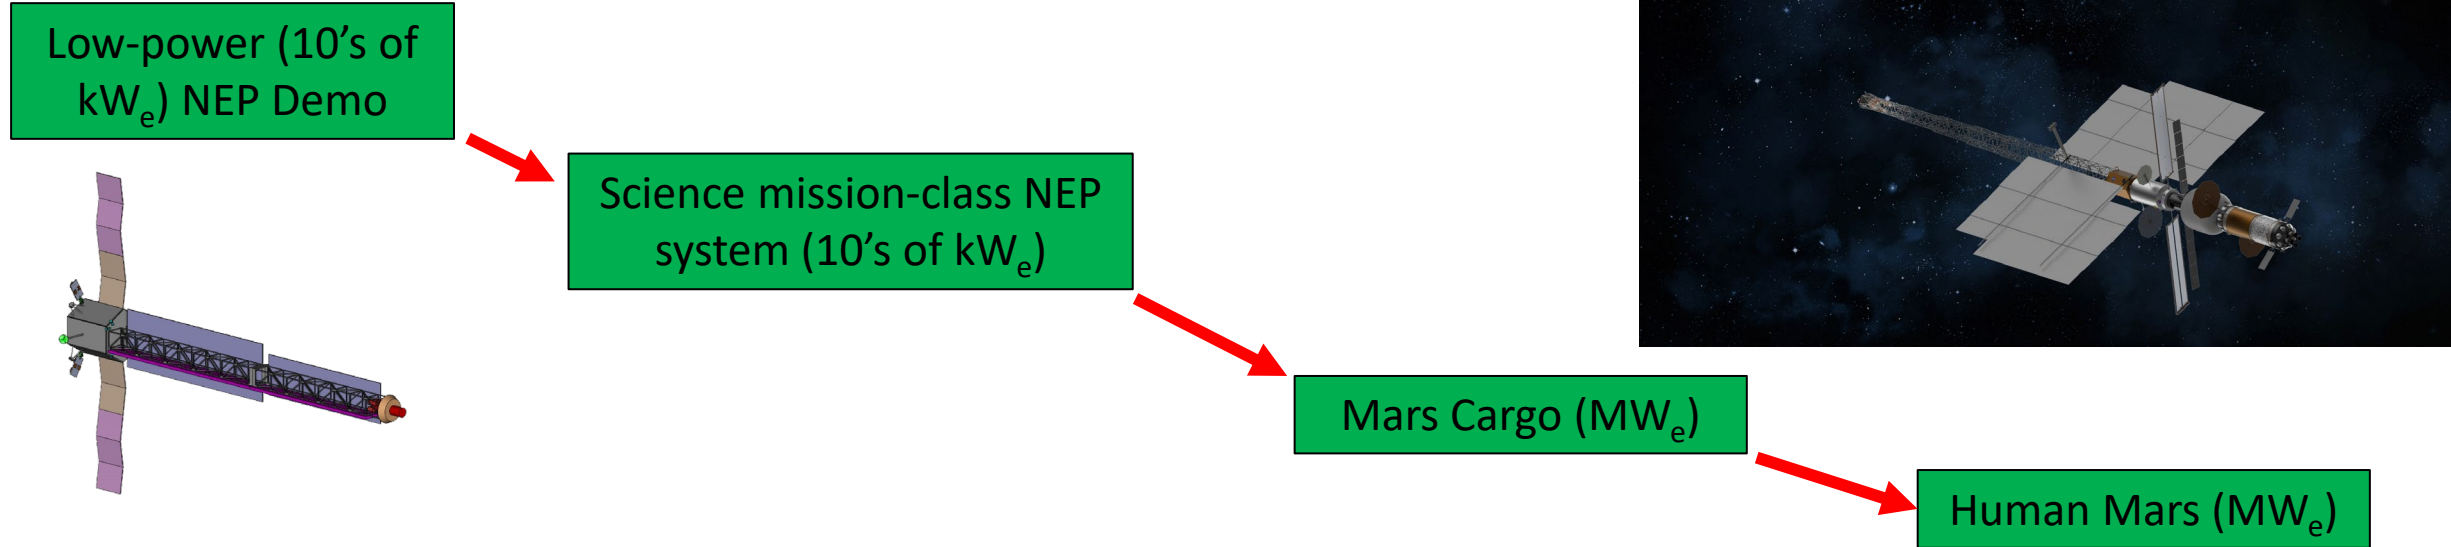 Low-power (10’s of
kWₑ) NEP Demo
Science mission-class NEP
system (10’s of kWₑ)
Mars Cargo (MWₑ)
Human Mars (MWₑ)